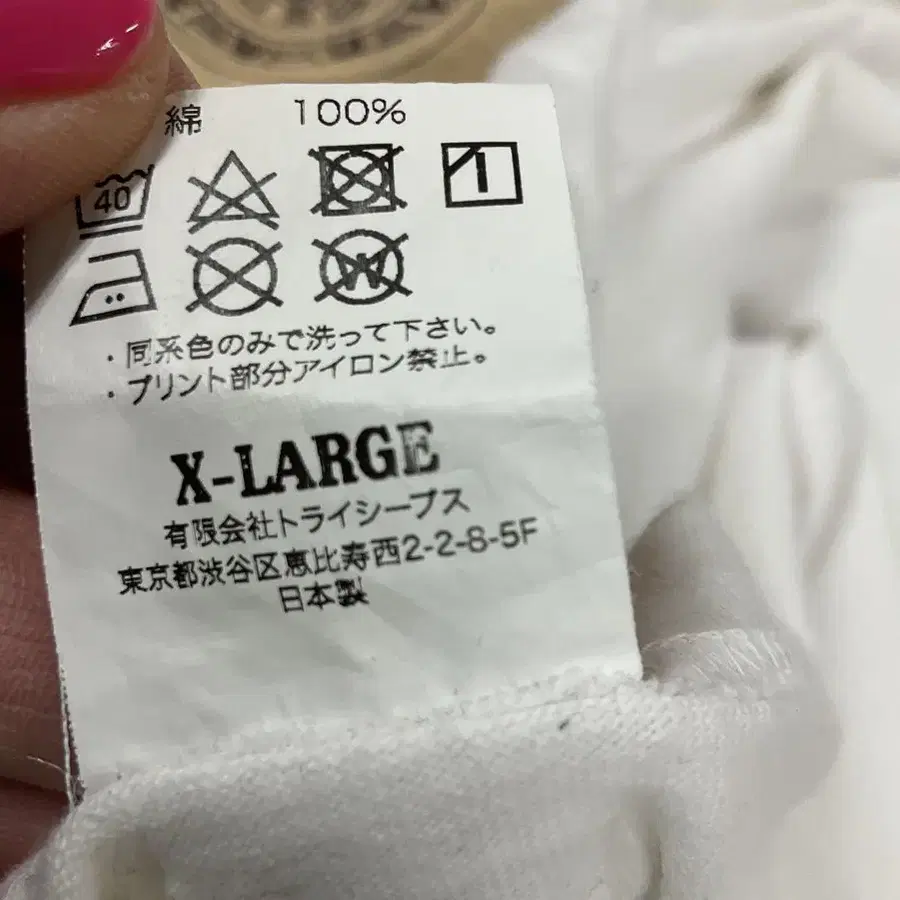 綿 100%
40
W
・同系色のみで洗って下さい。
・プリント部分アイロン禁止。
X-LARGE
有限会社トライシープス
東京都渋谷区恵比寿西2-2-8-5F
日本製